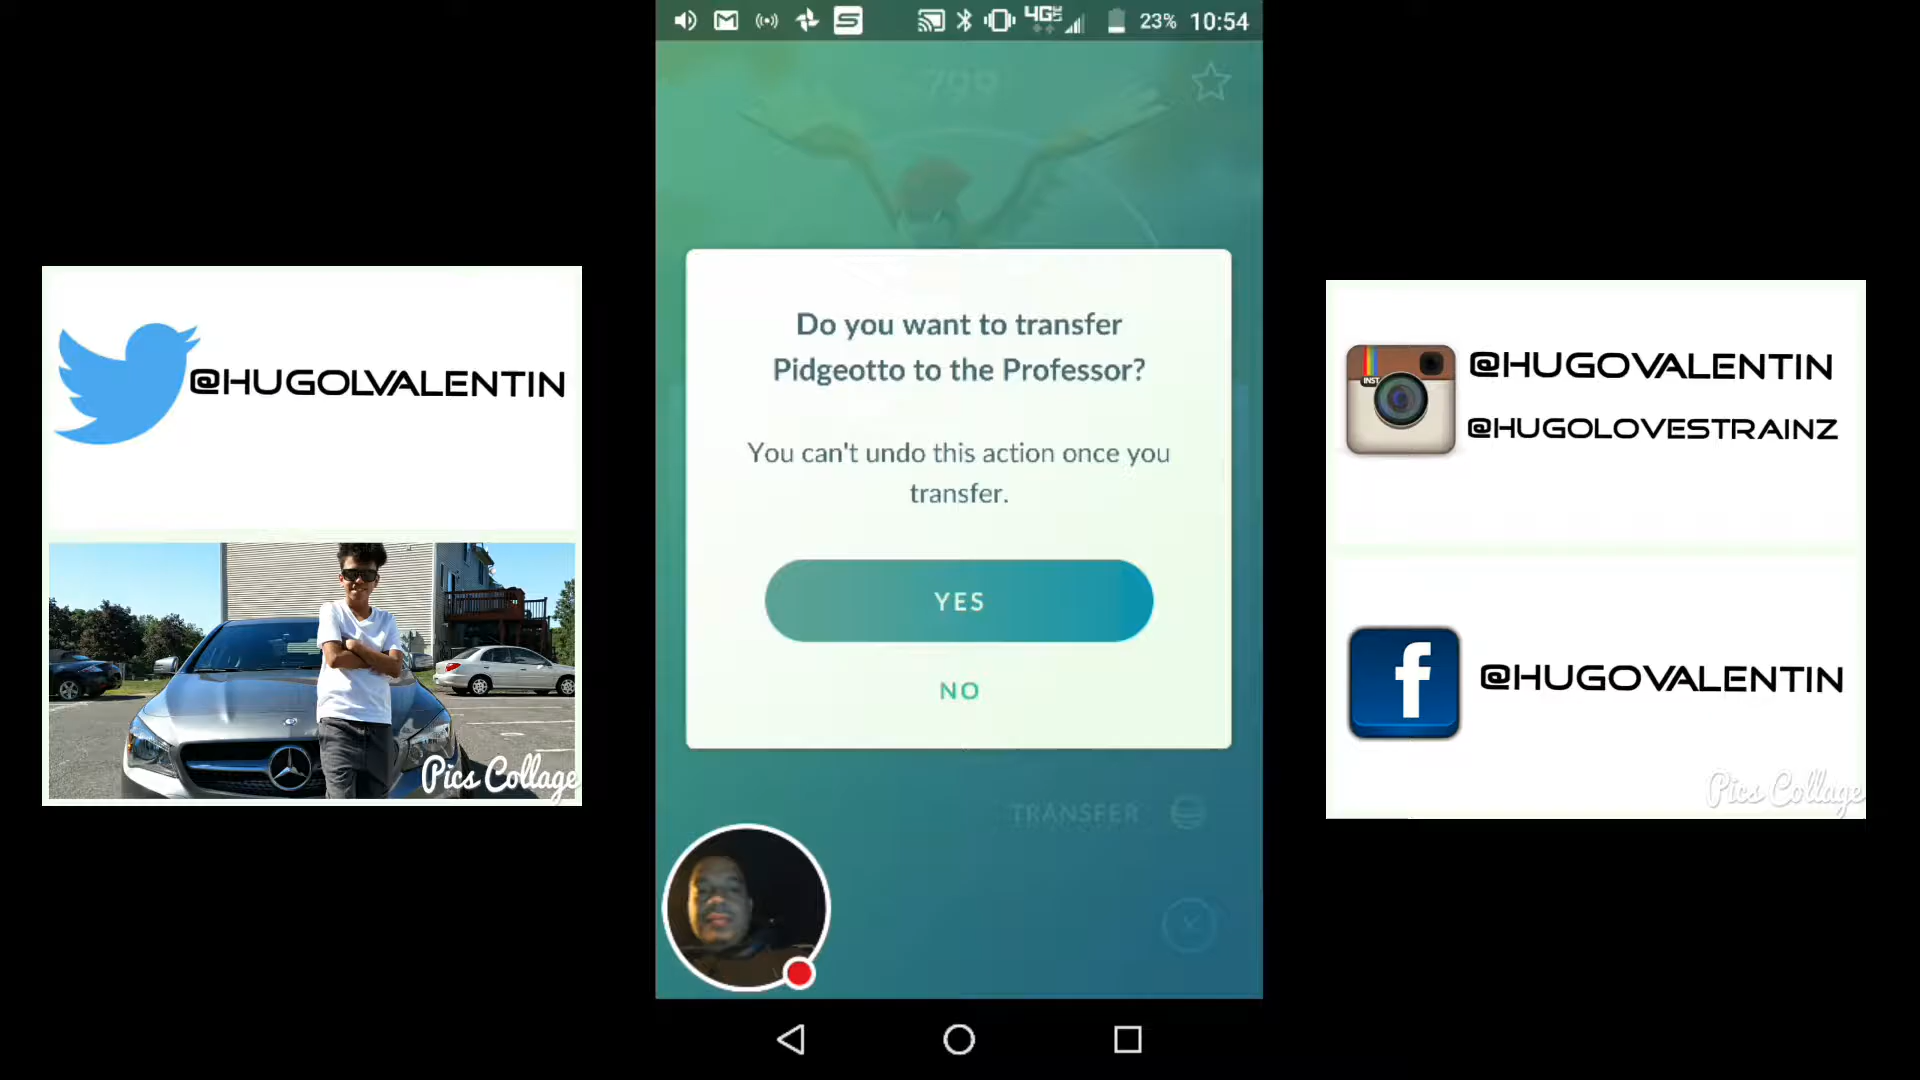 23% 10:54
Do you want to transfer
Pidgeotto to the Professor?
You can't undo this action once you
transfer.
YES
NO
TRANSFER
@HUGOLVALENTIN
Pics Collage
INST
@HUGOVALENTIN
@HUGOLOVESTRAINZ
f
@HUGOVALENTIN
Pics Collage